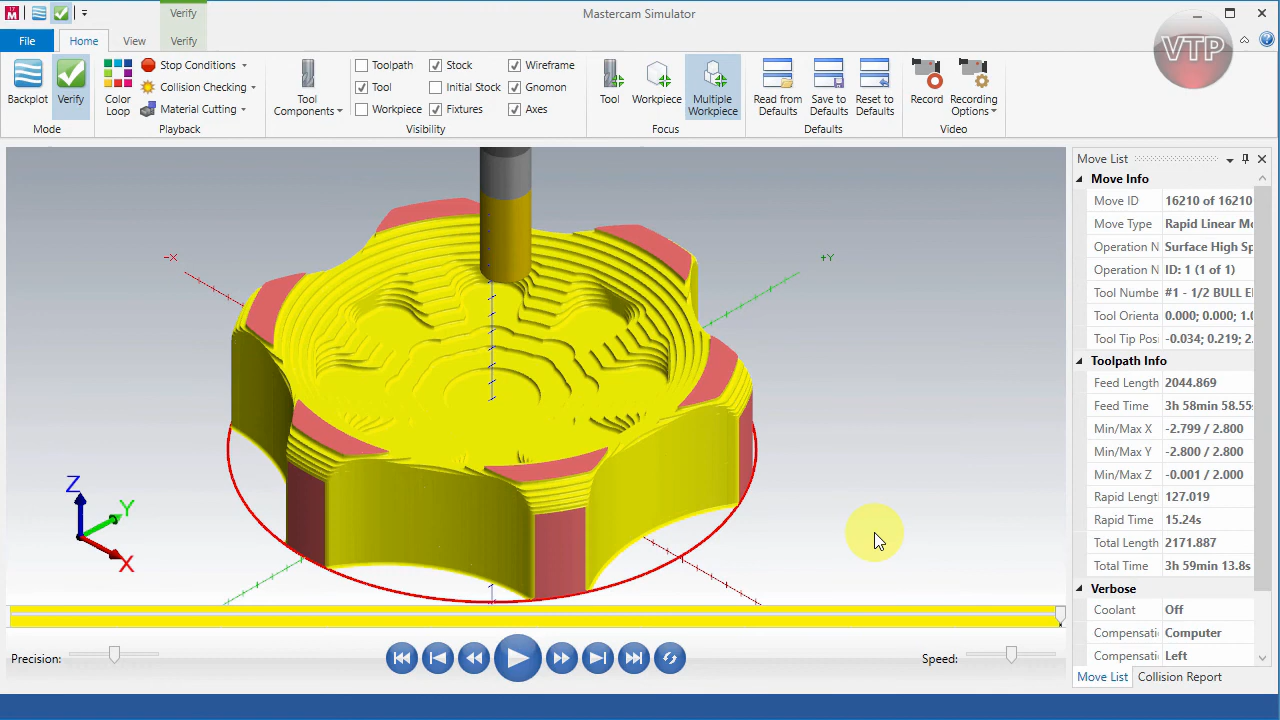 17
M
Verify
Mastercam Simulator
File
Home
View
Verify
VTP
Backplot
Verify
Mode
Color
Loop
Stop Conditions
Collision Checking
Material Cutting
Playback
Tool
Components
Toolpath
Tool
Workpiece
Stock
Initial Stock
Fixtures
Wireframe
Gnomon
Axes
Visibility
Tool
Workpiece
Multiple
Workpiece
Focus
Read from
Defaults
Save to
Defaults
Reset to
Defaults
Defaults
Record
Recording
Options
Video
-X
+Y
Z
Y
X
Move List
Move Info
Move ID 16210 of 16210
Move Type Rapid Linear Mo
Operation N Surface High Sp
Operation N ID: 1 (1 of 1)
Tool Numbe #1 - 1/2 BULL E
Tool Orienta 0.000; 0.000; 1.0
Tool Tip Pos -0.034; 0.219; 2.
Toolpath Info
Feed Length 2044.869
Feed Time 3h 58min 58.55
Min/Max X -2.799 / 2.800
Min/Max Y -2.800 / 2.800
Min/Max Z -0.001 / 2.000
Rapid Lengt 127.019
Rapid Time 15.24s
Total Length 2171.887
Total Time 3h 59min 13.8s
Verbose
Coolant Off
Compensati Computer
Compensati Left
Move List
Collision Report
Precision:
Speed: